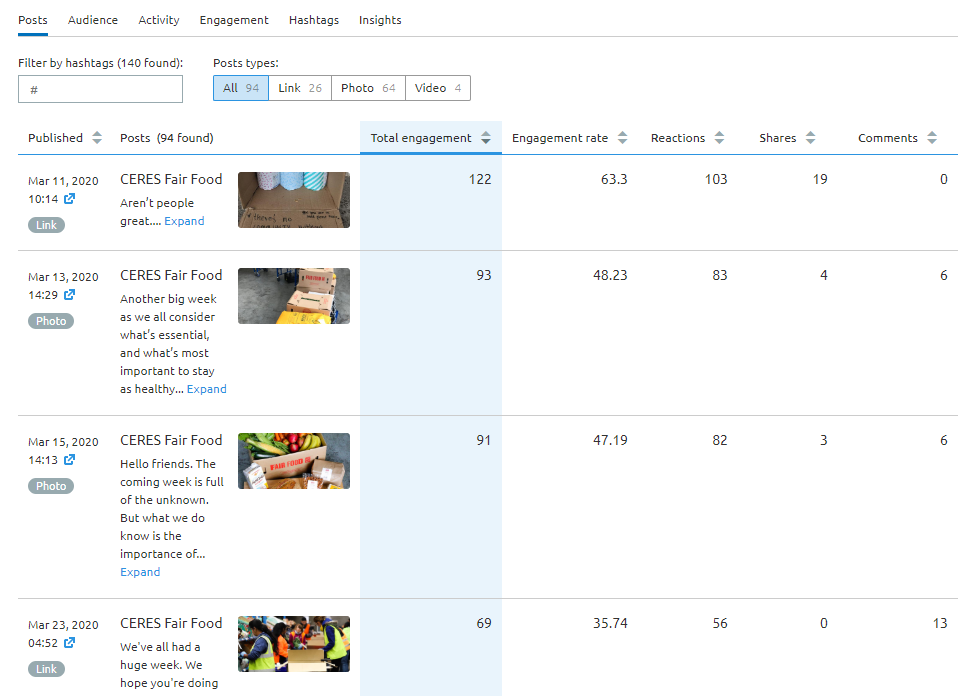 Posts Audience Activity Engagement Hashtags Insights
Filter by hashtags (140 found): Posts types:
# All 94 Link 26 Photo 64 Video 4
Published Posts (94 found) Total engagement Engagement rate Reactions Shares Comments
Mar 11, 2020 CERES Fair Food 122 63.3 103 19 0
10:14 Aren’t people
great.... Expand
Link
Mar 13, 2020 CERES Fair Food 93 48.23 83 4 6
14:29 Another big week
Photo as we all consider
what’s essential,
and what’s most
important to stay
as healthy... Expand
Mar 15, 2020 CERES Fair Food 91 47.19 82 3 6
14:13 Hello friends. The
Photo coming week is full
of the unknown.
But what we do
know is the
importance of...
Expand
FAIR FOOD
Mar 23, 2020 CERES Fair Food 69 35.74 56 0 13
04:52 We've all had a
Link huge week. We
hope you're doing